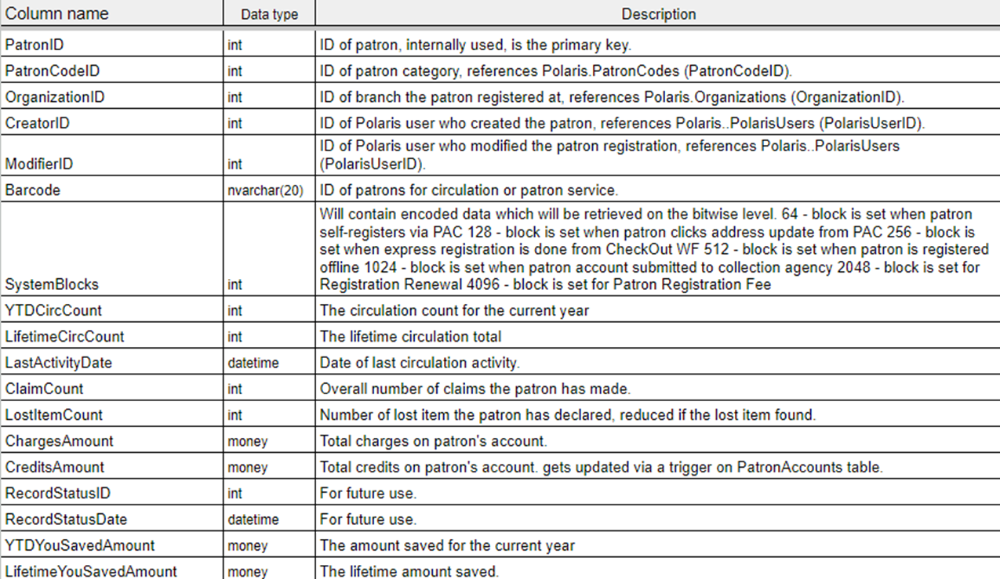 Column name Data type Description
PatronID int ID of patron, internally used, is the primary key.
PatronCodeID int ID of patron category, references Polaris.PatronCodes (PatronCodeID).
OrganizationID int ID of branch the patron registered at, references Polaris.Organizations (OrganizationID).
CreatorID int ID of Polaris user who created the patron, references Polaris..PolarisUsers (PolarisUserID).
ID of Polaris user who modified the patron registration, references Polaris..PolarisUsers
ModifierID int (PolarisUserID).
Barcode nvarchar(20) ID of patrons for circulation or patron service.
Will contain encoded data which will be retrieved on the bitwise level. 64 - block is set when patron
self-registers via PAC 128 - block is set when patron clicks address update from PAC 256 - block is
set when express registration is done from CheckOut WF 512 - block is set when patron is registered
offline 1024 - block is set when patron account submitted to collection agency 2048 - block is set for
SystemBlocks int Registration Renewal 4096 - block is set for Patron Registration Fee
YTDCircCount int The circulation count for the current year
LifetimeCircCount int The lifetime circulation total
LastActivityDate datetime Date of last circulation activity.
ClaimCount int Overall number of claims the patron has made.
LostItemCount int Number of lost item the patron has declared, reduced if the lost item found.
ChargesAmount money Total charges on patron's account.
CreditsAmount money Total credits on patron's account. gets updated via a trigger on PatronAccounts table.
RecordStatusID int For future use.
RecordStatusDate datetime For future use.
YTDYouSavedAmount money The amount saved for the current year
LifetimeYouSavedAmount money The lifetime amount saved.